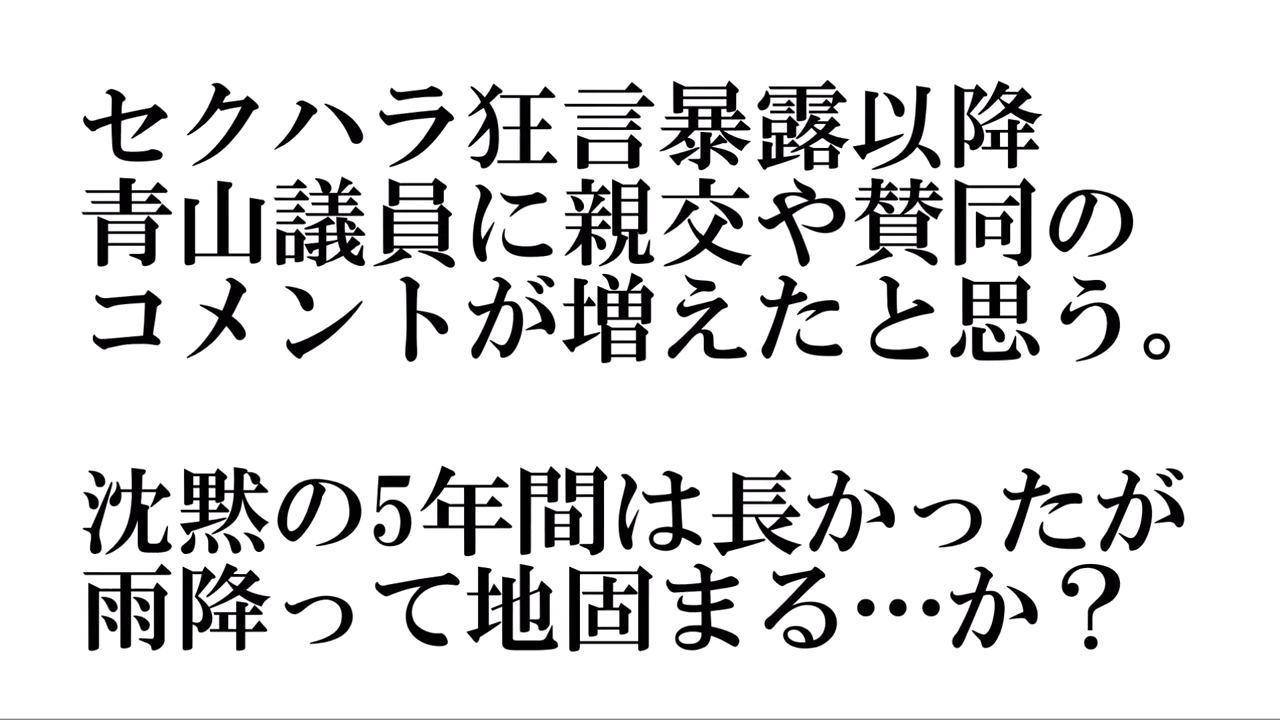 セクハラ狂言暴露以降
青山議員に親交や賛同の
コメントが増えたと思う。
沈黙の5年間は長かったが
雨降って地固まる…か？